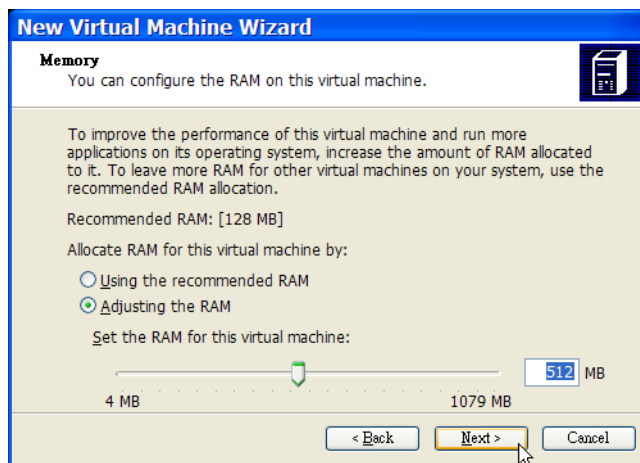 New Virtual Machine Wizard
Memory
You can configure the RAM on this virtual machine.
To improve the performance of this virtual machine and run more
applications on its operating system, increase the amount of RAM allocated
to it. To leave more RAM for other virtual machines on your system, use the
recommended RAM allocation.
Recommended RAM: [128 MB]
Allocate RAM for this virtual machine by:
Using the recommended RAM
Adjusting the RAM
Set the RAM for this virtual machine:
512 MB
4 MB 1079 MB
< Back Next > Cancel